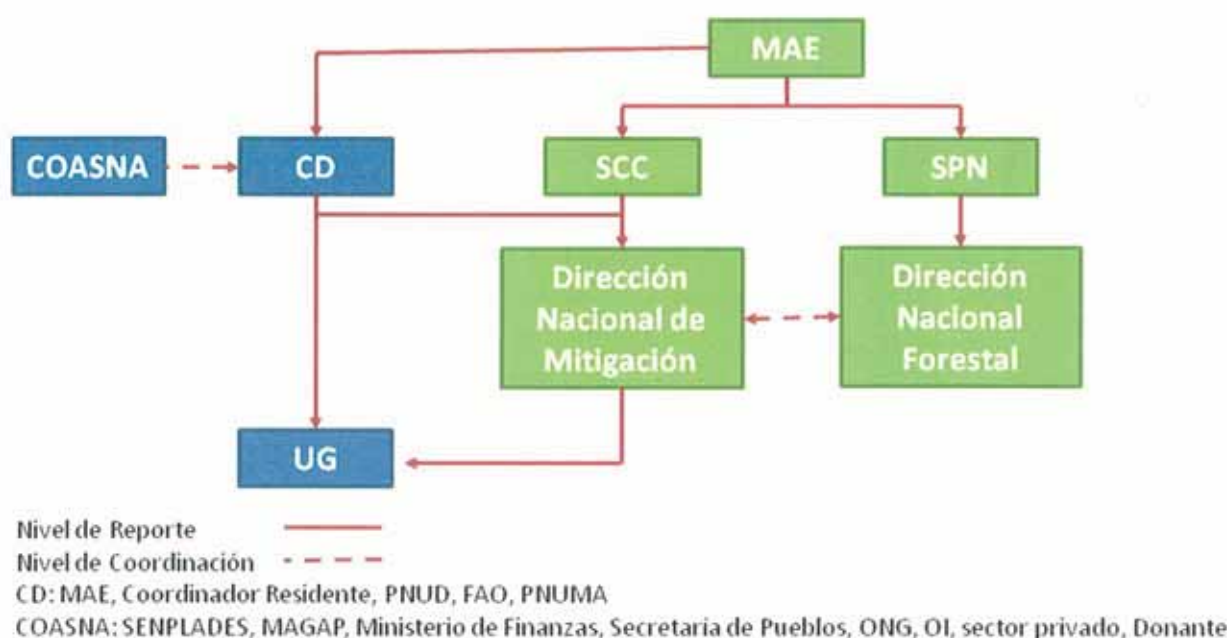 MAE
COASNA
CD
SCC
SPN
Dirección
Nacional de
Mitigación
Dirección
Nacional
Forestal
UG
Nivel de Reporte
Nivel de Coordinación
CD: MAE, Coordinador Residente, PNUD, FAO, PNUMA
COASNA: SENPLADES, MAGAP, Ministerio de Finanzas, Secretaría de Pueblos, ONG, OI, sector privado, Donante